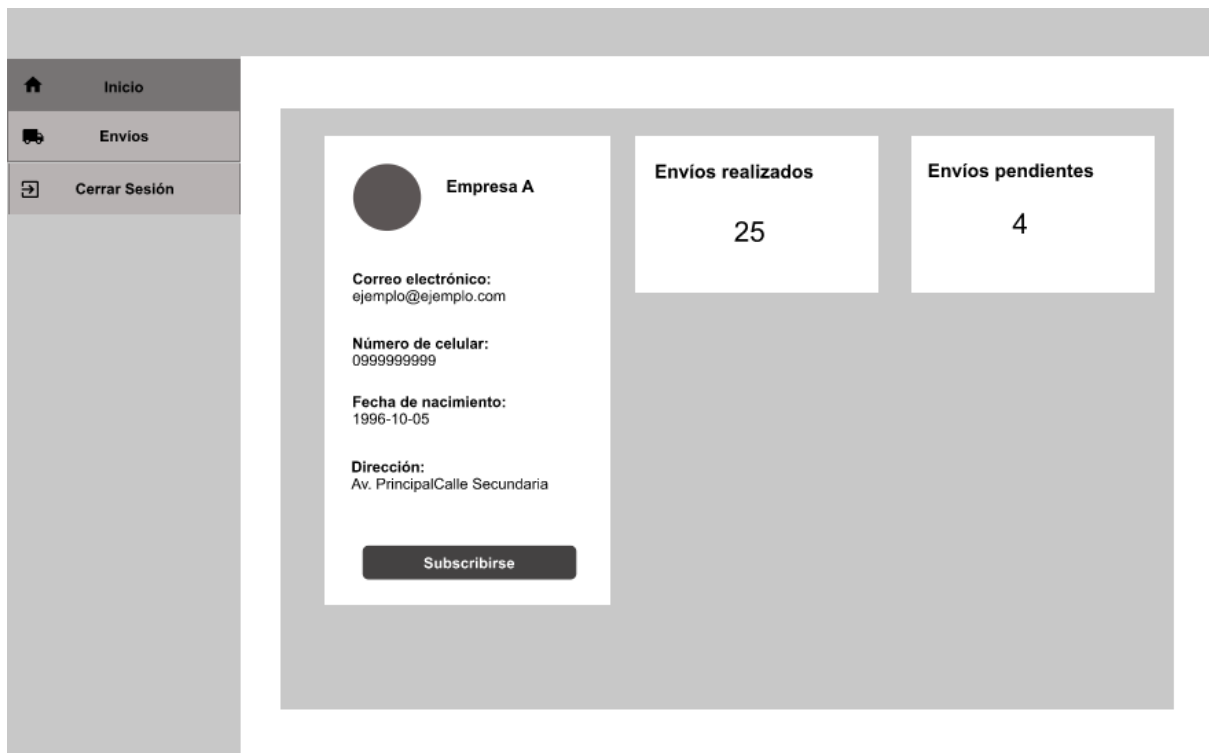 Inicio
Envios
Cerrar Sesión
Empresa A
Correo electrónico:
ejemplo@ejemplo.com
Número de celular:
0999999999
Fecha de nacimiento:
1996-10-05
Dirección:
Av. PrincipalCalle Secundaria
Subscribirse
Envíos realizados
25
Envíos pendientes
4